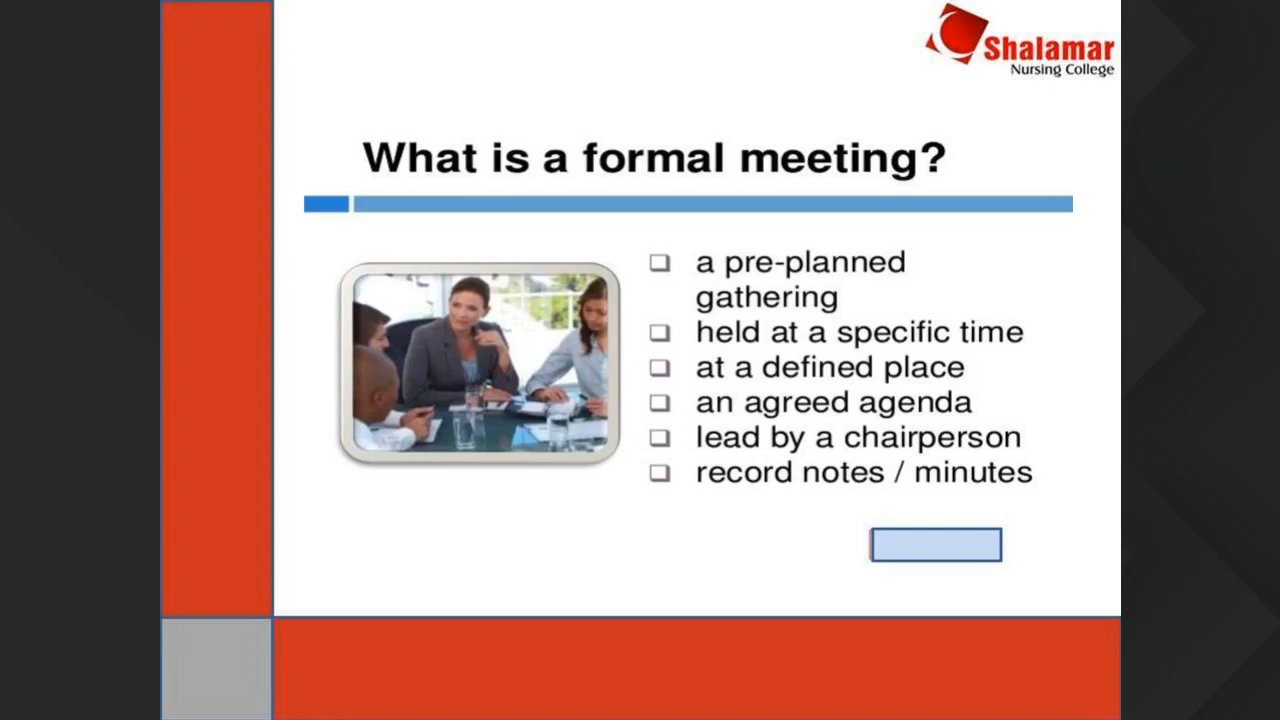 Shalamar
Nursing College
What is a formal meeting?
a pre-planned
gathering
held at a specific time
at a defined place
an agreed agenda
lead by a chairperson
record notes / minutes